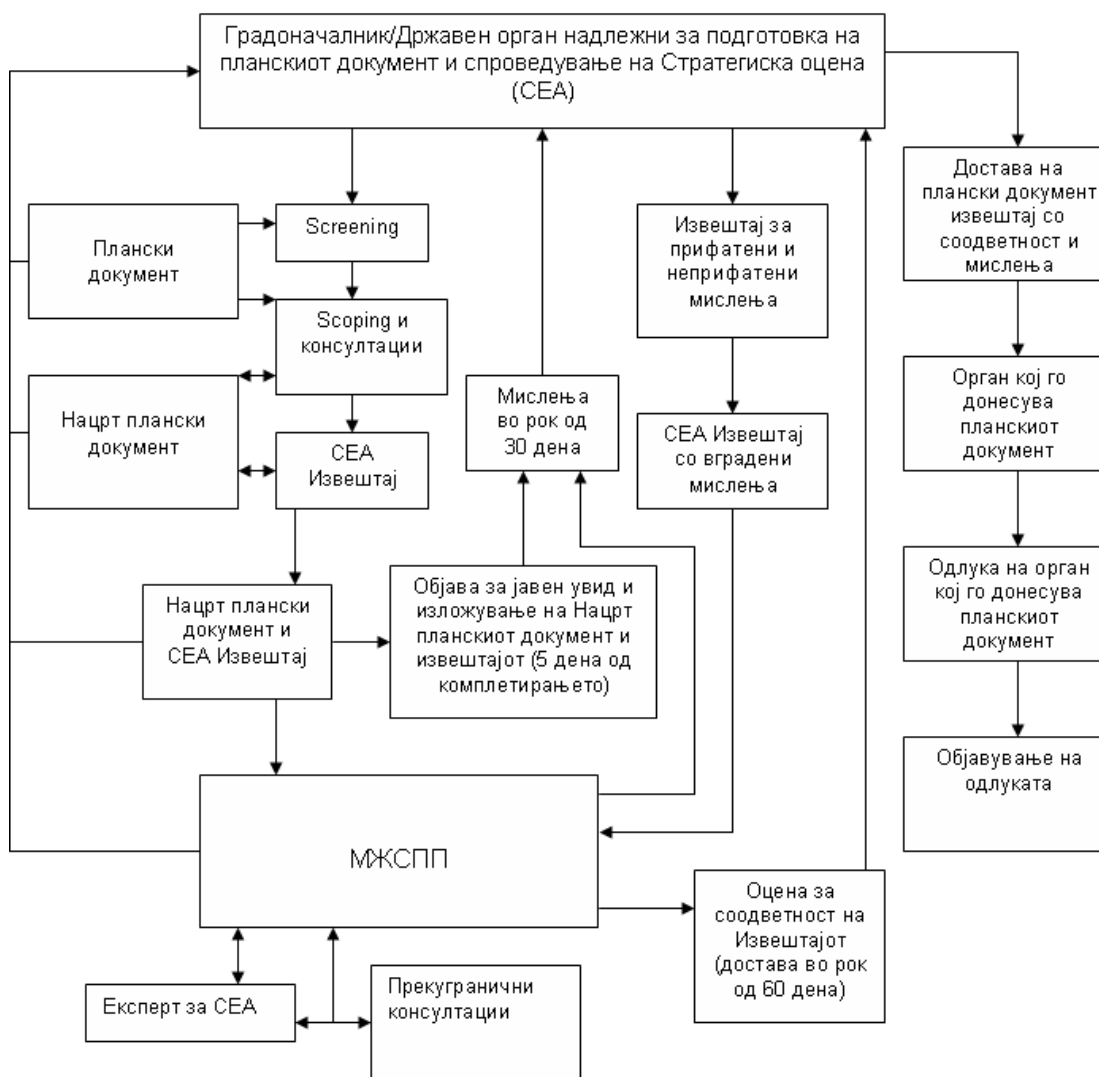 Градоначалник/Државен орган надлежни за подготовка на
планскиот документ и спроведување на Стратегиска оцена
(СЕА)
Плански
документ
Screening
Scoping и
консултации
Нацрт плански
документ
СЕА
Извештај
Мислења
во рок од
30 дена
Извештај за
прифатени и
неприфатени
мислења
СЕА Извештај
со вградени
мислења
Достава на
плански документ
извештај со
соодветност и
мислења
Орган кој го
донесува
планскиот
документ
Одлука на орган
кој го донесува
планскиот
документ
Објавување на
одлуката
Нацрт плански
документ и
СЕА Извештај
Објава за јавен увид и
изложување на Нацрт
планскиот документ и
извештајот (5 дена од
комплетирањето)
МЖСПП
Оцена за
соодветност на
Извештајот
(достава во рок
од 60 дена)
Експерт за СЕА
Прекугранични
консултации